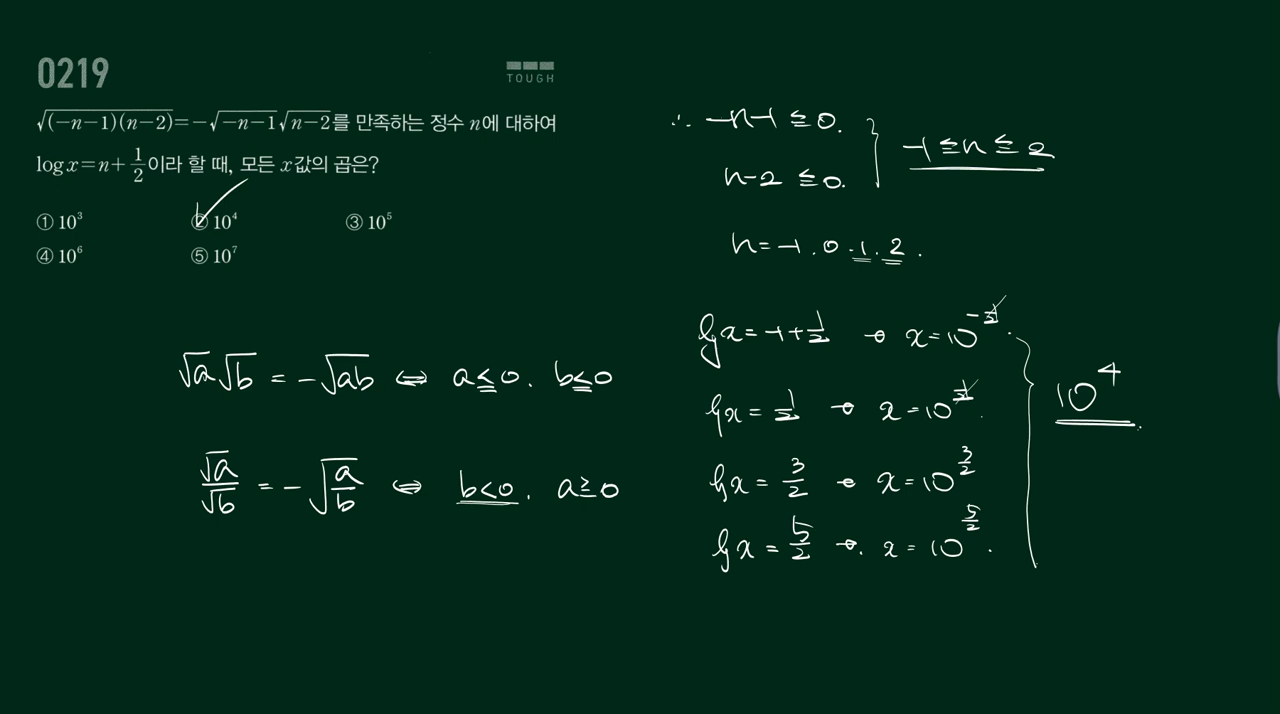 0219
TOUGH
√(-n-1)(n-2)=-√-n-1√n-2를 만족하는 정수 n에 대하여
log x=n+1/2이라 할 때, 모든 x값의 곱은?
① 10³ ② 10⁴ ③ 10⁵
④ 10⁶ ⑤ 10⁷
√a√b = -√ab ⇔ a≦0. b≦0
√a/√b = -√(a/b) ⇔ b<0. a≧0
∴ -n-1≦0.
n-2≦0.
-1≦n≦2
n=-1.0.1.2.
log x=-1+1/2 → x=10^(-1/2).
log x=1/2 → x=10^(1/2).
log x=3/2 → x=10^(3/2)
log x=5/2 → x=10^(5/2).
10⁴